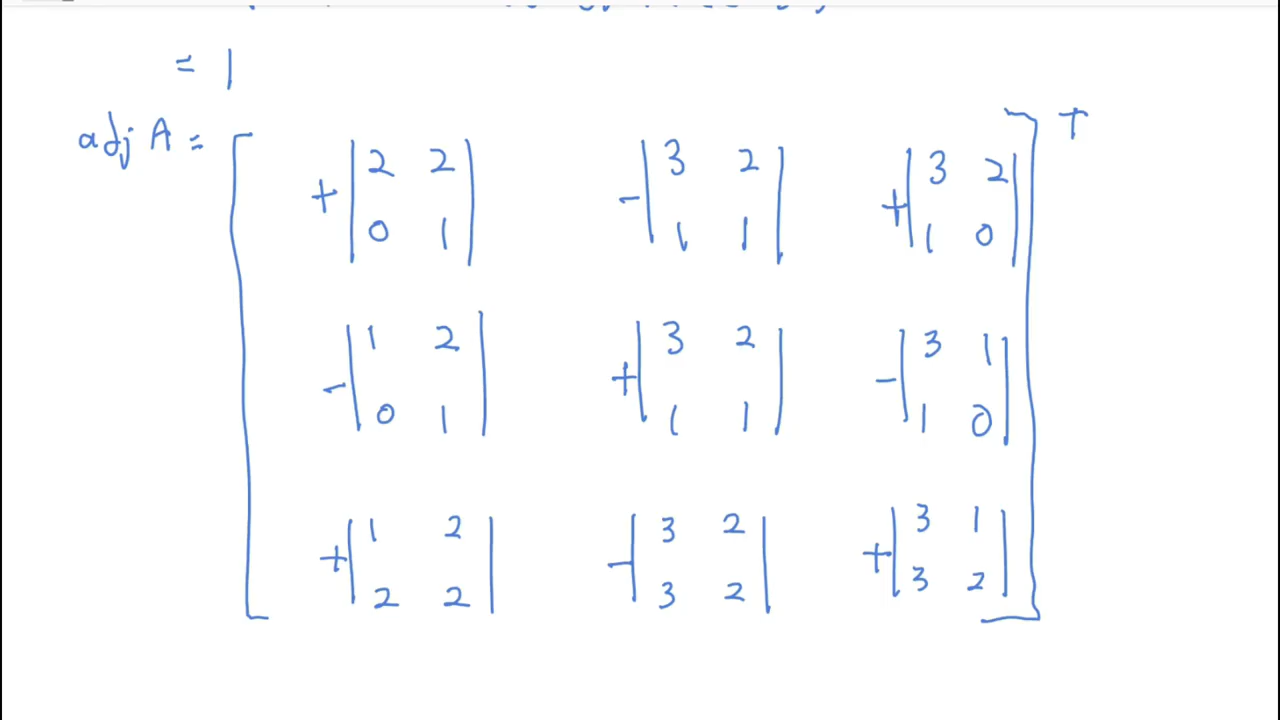 = 1
adj A = [ +|2 2| -|3 2| +|3 2| ]ᵀ
|0 1| |1 1| |1 0|
-|1 2| +|3 2| -|3 1|
|0 1| |1 1| |1 0|
+|1 2| -|3 2| +|3 1|
|2 2| |3 2| |3 2|